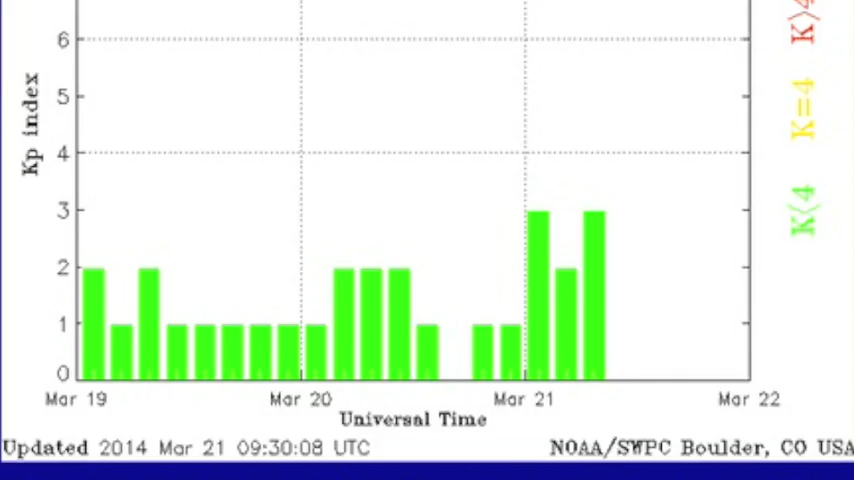 6
5
4
3
2
1
0
Kp index
Mar 19 Mar 20 Mar 21 Mar 22
Universal Time
Updated 2014 Mar 21 09:30:08 UTC NOAA/SWPC Boulder, CO USA
K<4 K=4 K>4